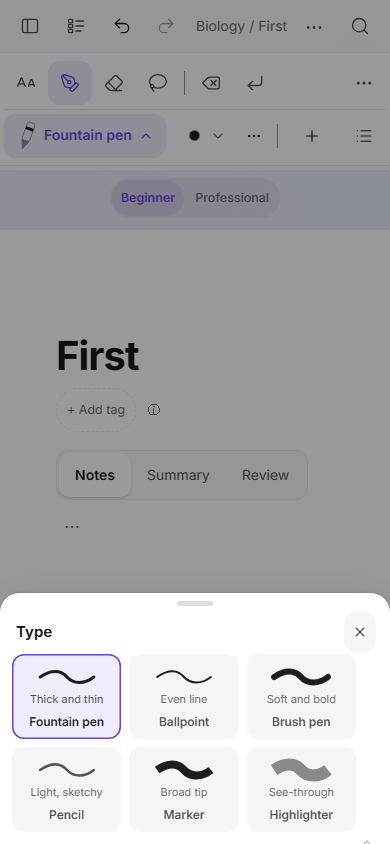 Biology / First
AA
Fountain pen
Beginner Professional
First
+ Add tag
Notes Summary Review
Type
Thick and thin Even line Soft and bold
Fountain pen Ballpoint Brush pen
Light, sketchy Broad tip See-through
Pencil Marker Highlighter